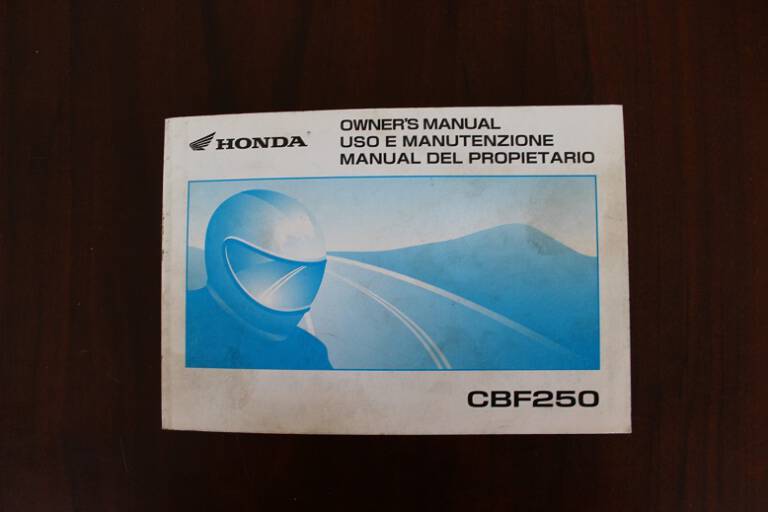 HONDA
OWNER'S MANUAL
USO E MANUTENZIONE
MANUAL DEL PROPIETARIO
CBF250